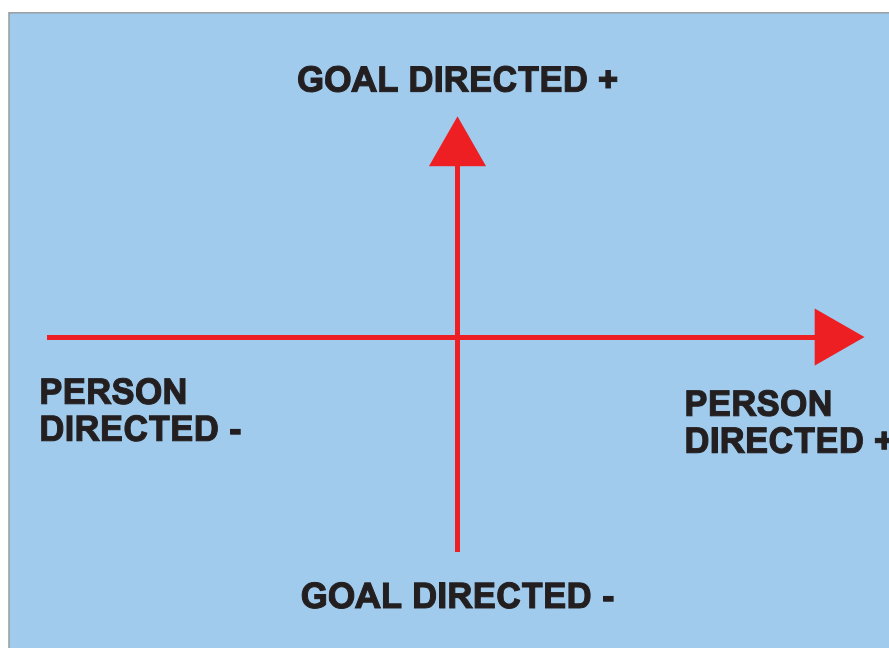 GOAL DIRECTED +
PERSON
DIRECTED -
PERSON
DIRECTED +
GOAL DIRECTED -